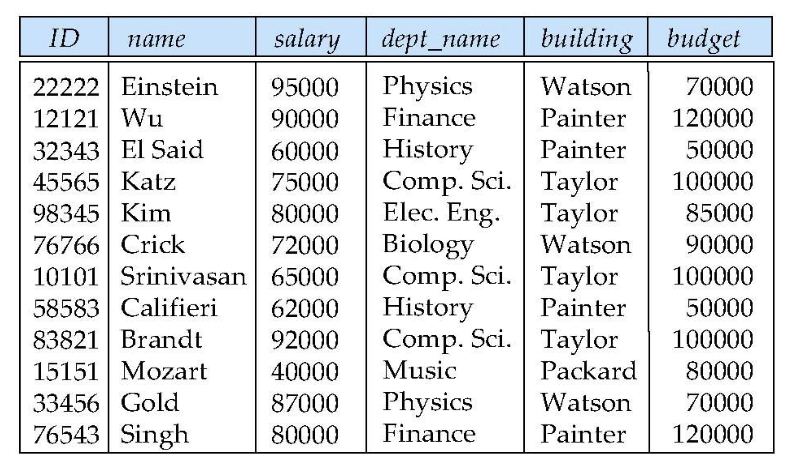 ID name salary dept_name building budget
22222 Einstein 95000 Physics Watson 70000
12121 Wu 90000 Finance Painter 120000
32343 El Said 60000 History Painter 50000
45565 Katz 75000 Comp. Sci. Taylor 100000
98345 Kim 80000 Elec. Eng. Taylor 85000
76766 Crick 72000 Biology Watson 90000
10101 Srinivasan 65000 Comp. Sci. Taylor 100000
58583 Califieri 62000 History Painter 50000
83821 Brandt 92000 Comp. Sci. Taylor 100000
15151 Mozart 40000 Music Packard 80000
33456 Gold 87000 Physics Watson 70000
76543 Singh 80000 Finance Painter 120000